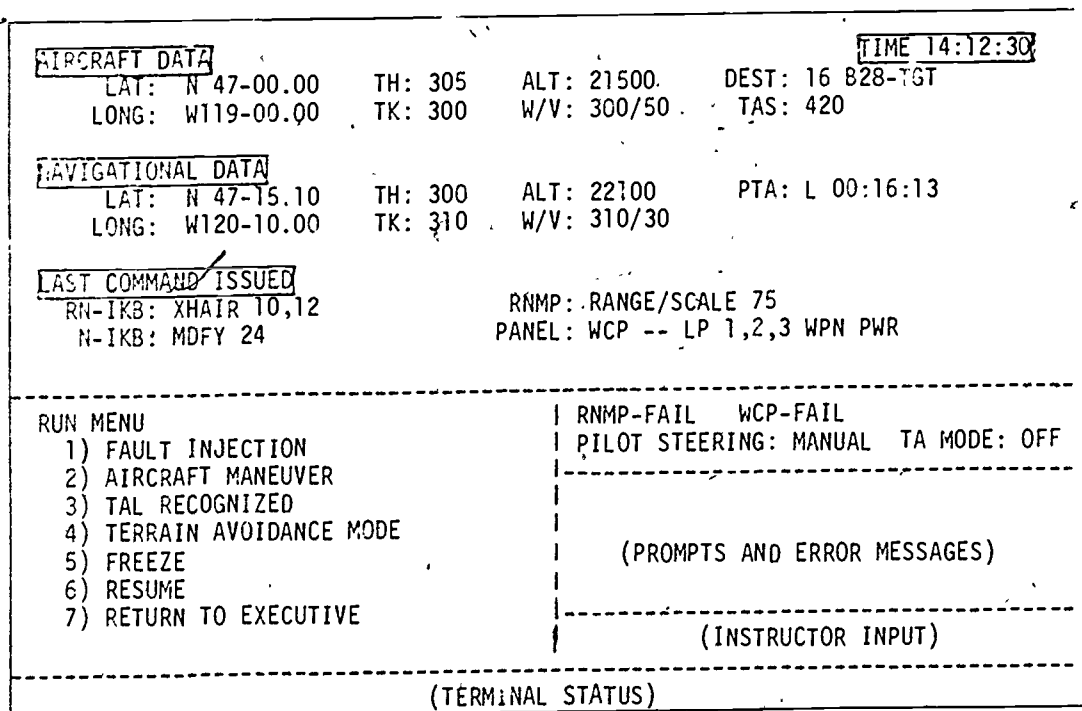 AIRCRAFT DATA TIME 14:12:30
LAT: N 47-00.00 TH: 305 ALT: 21500. DEST: 16 B28-TGT
LONG: W119-00.00 TK: 300 W/V: 300/50 TAS: 420
NAVIGATIONAL DATA
LAT: N 47-15.10 TH: 300 ALT: 22100 PTA: L 00:16:13
LONG: W120-10.00 TK: 310 W/V: 310/30
LAST COMMAND ISSUED
RN-IKB: XHAIR 10,12 RNMP: RANGE/SCALE 75
N-IKB: MDFY 24 PANEL: WCP -- LP 1,2,3 WPN PWR
RUN MENU RNMP-FAIL WCP-FAIL
1) FAULT INJECTION PILOT STEERING: MANUAL TA MODE: OFF
2) AIRCRAFT MANEUVER
3) TAL RECOGNIZED
4) TERRAIN AVOIDANCE MODE
5) FREEZE (PROMPTS AND ERROR MESSAGES)
6) RESUME
7) RETURN TO EXECUTIVE
(INSTRUCTOR INPUT)
(TERMINAL STATUS)